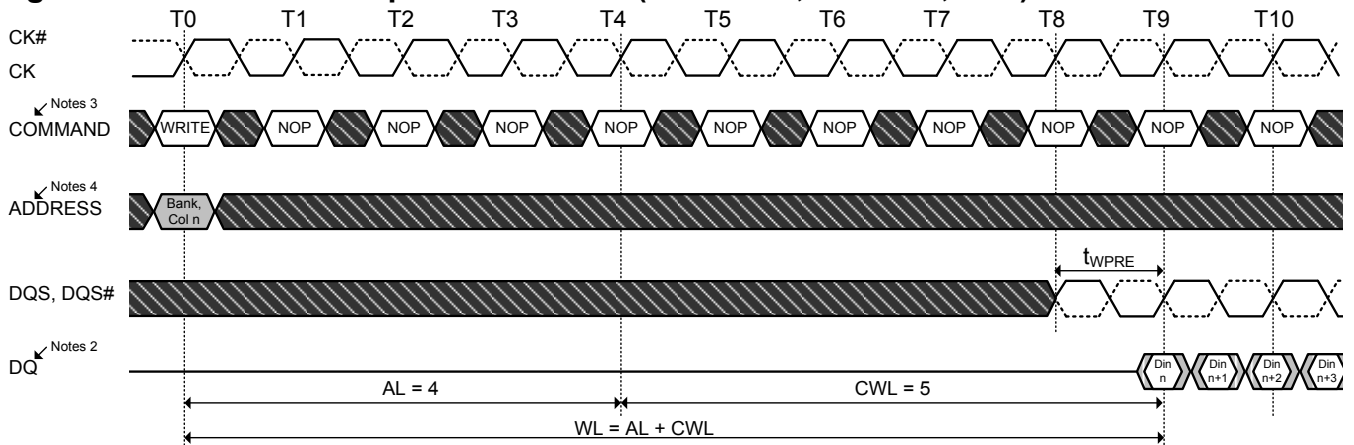 T0 T1 T2 T3 T4 T5 T6 T7 T8 T9 T10
CK#
CK
Notes 3
COMMAND WRITE NOP NOP NOP NOP NOP NOP NOP NOP NOP NOP
Notes 4
ADDRESS Bank,
Col n
tWPRE
DQS, DQS#
Notes 2
DQ Din Din Din Din
n n+1 n+2 n+3
AL = 4 CWL = 5
WL = AL + CWL